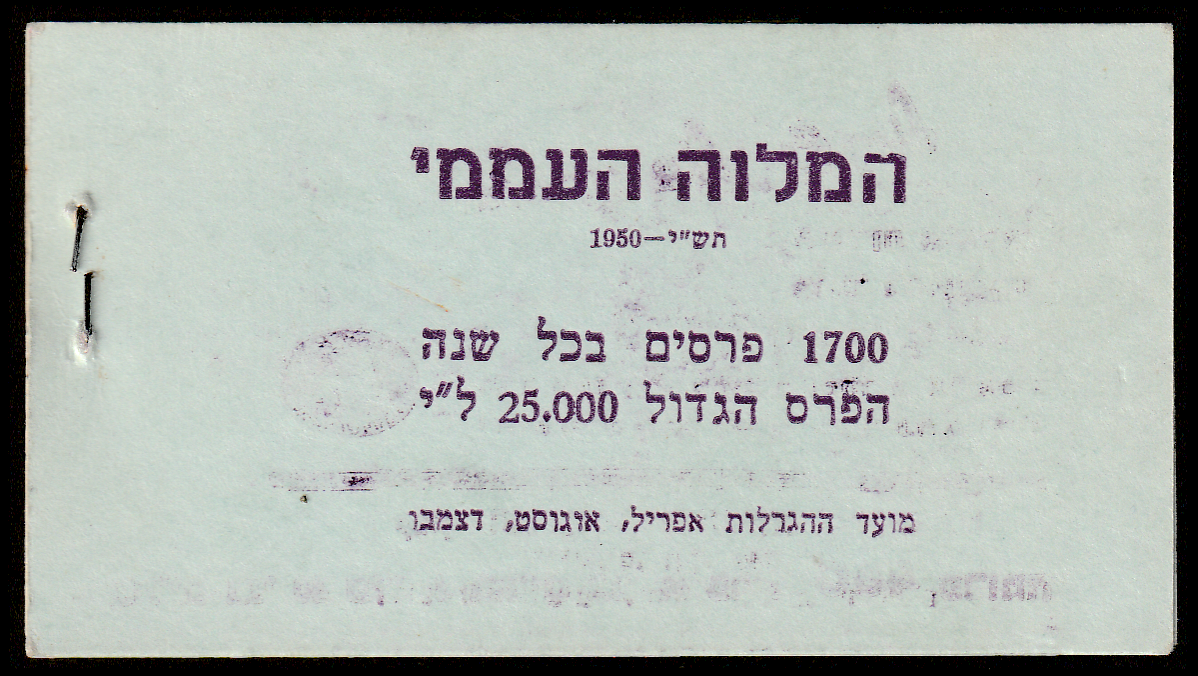 המלוה העממי
תש"י—1950
1700 פרסים בכל שנה
הפרס הגדול 25.000 ל"י
מועד ההגרלות אפריל, אוגוסט, דצמבר